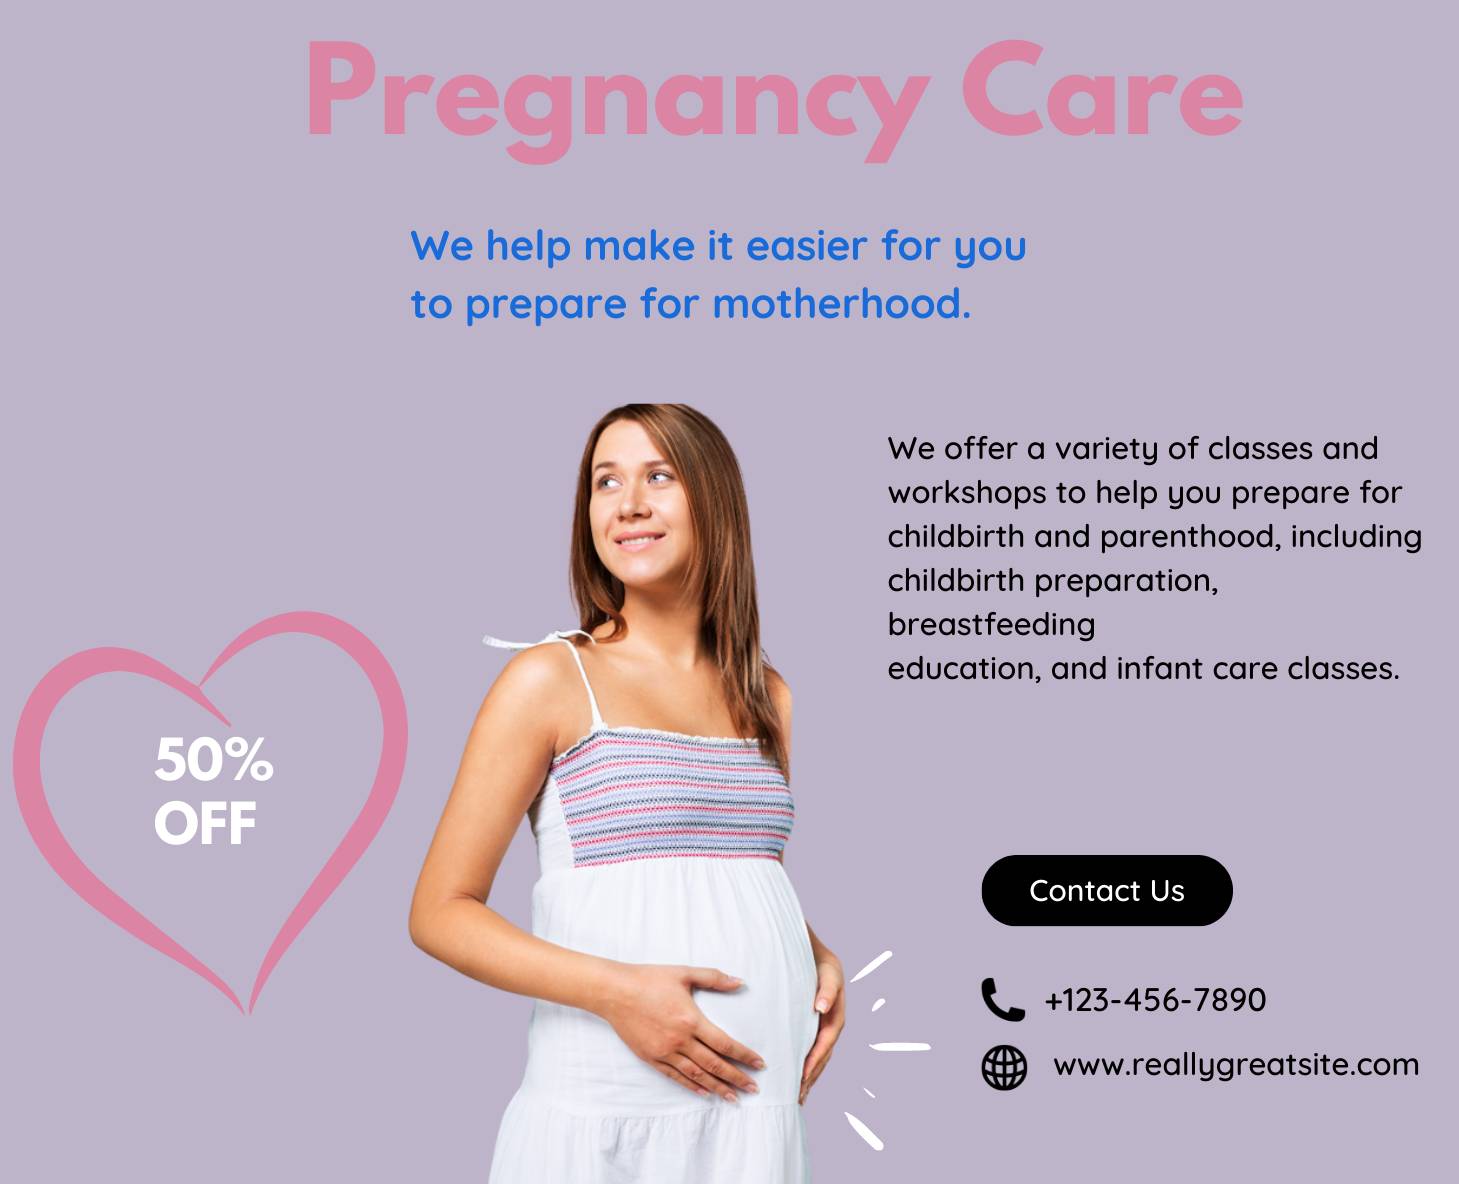 Pregnancy Care
We help make it easier for you
to prepare for motherhood.
We offer a variety of classes and
workshops to help you prepare for
childbirth and parenthood, including
childbirth preparation,
breastfeeding
education, and infant care classes.
50%
OFF
Contact Us
+123-456-7890
www.reallygreatsite.com